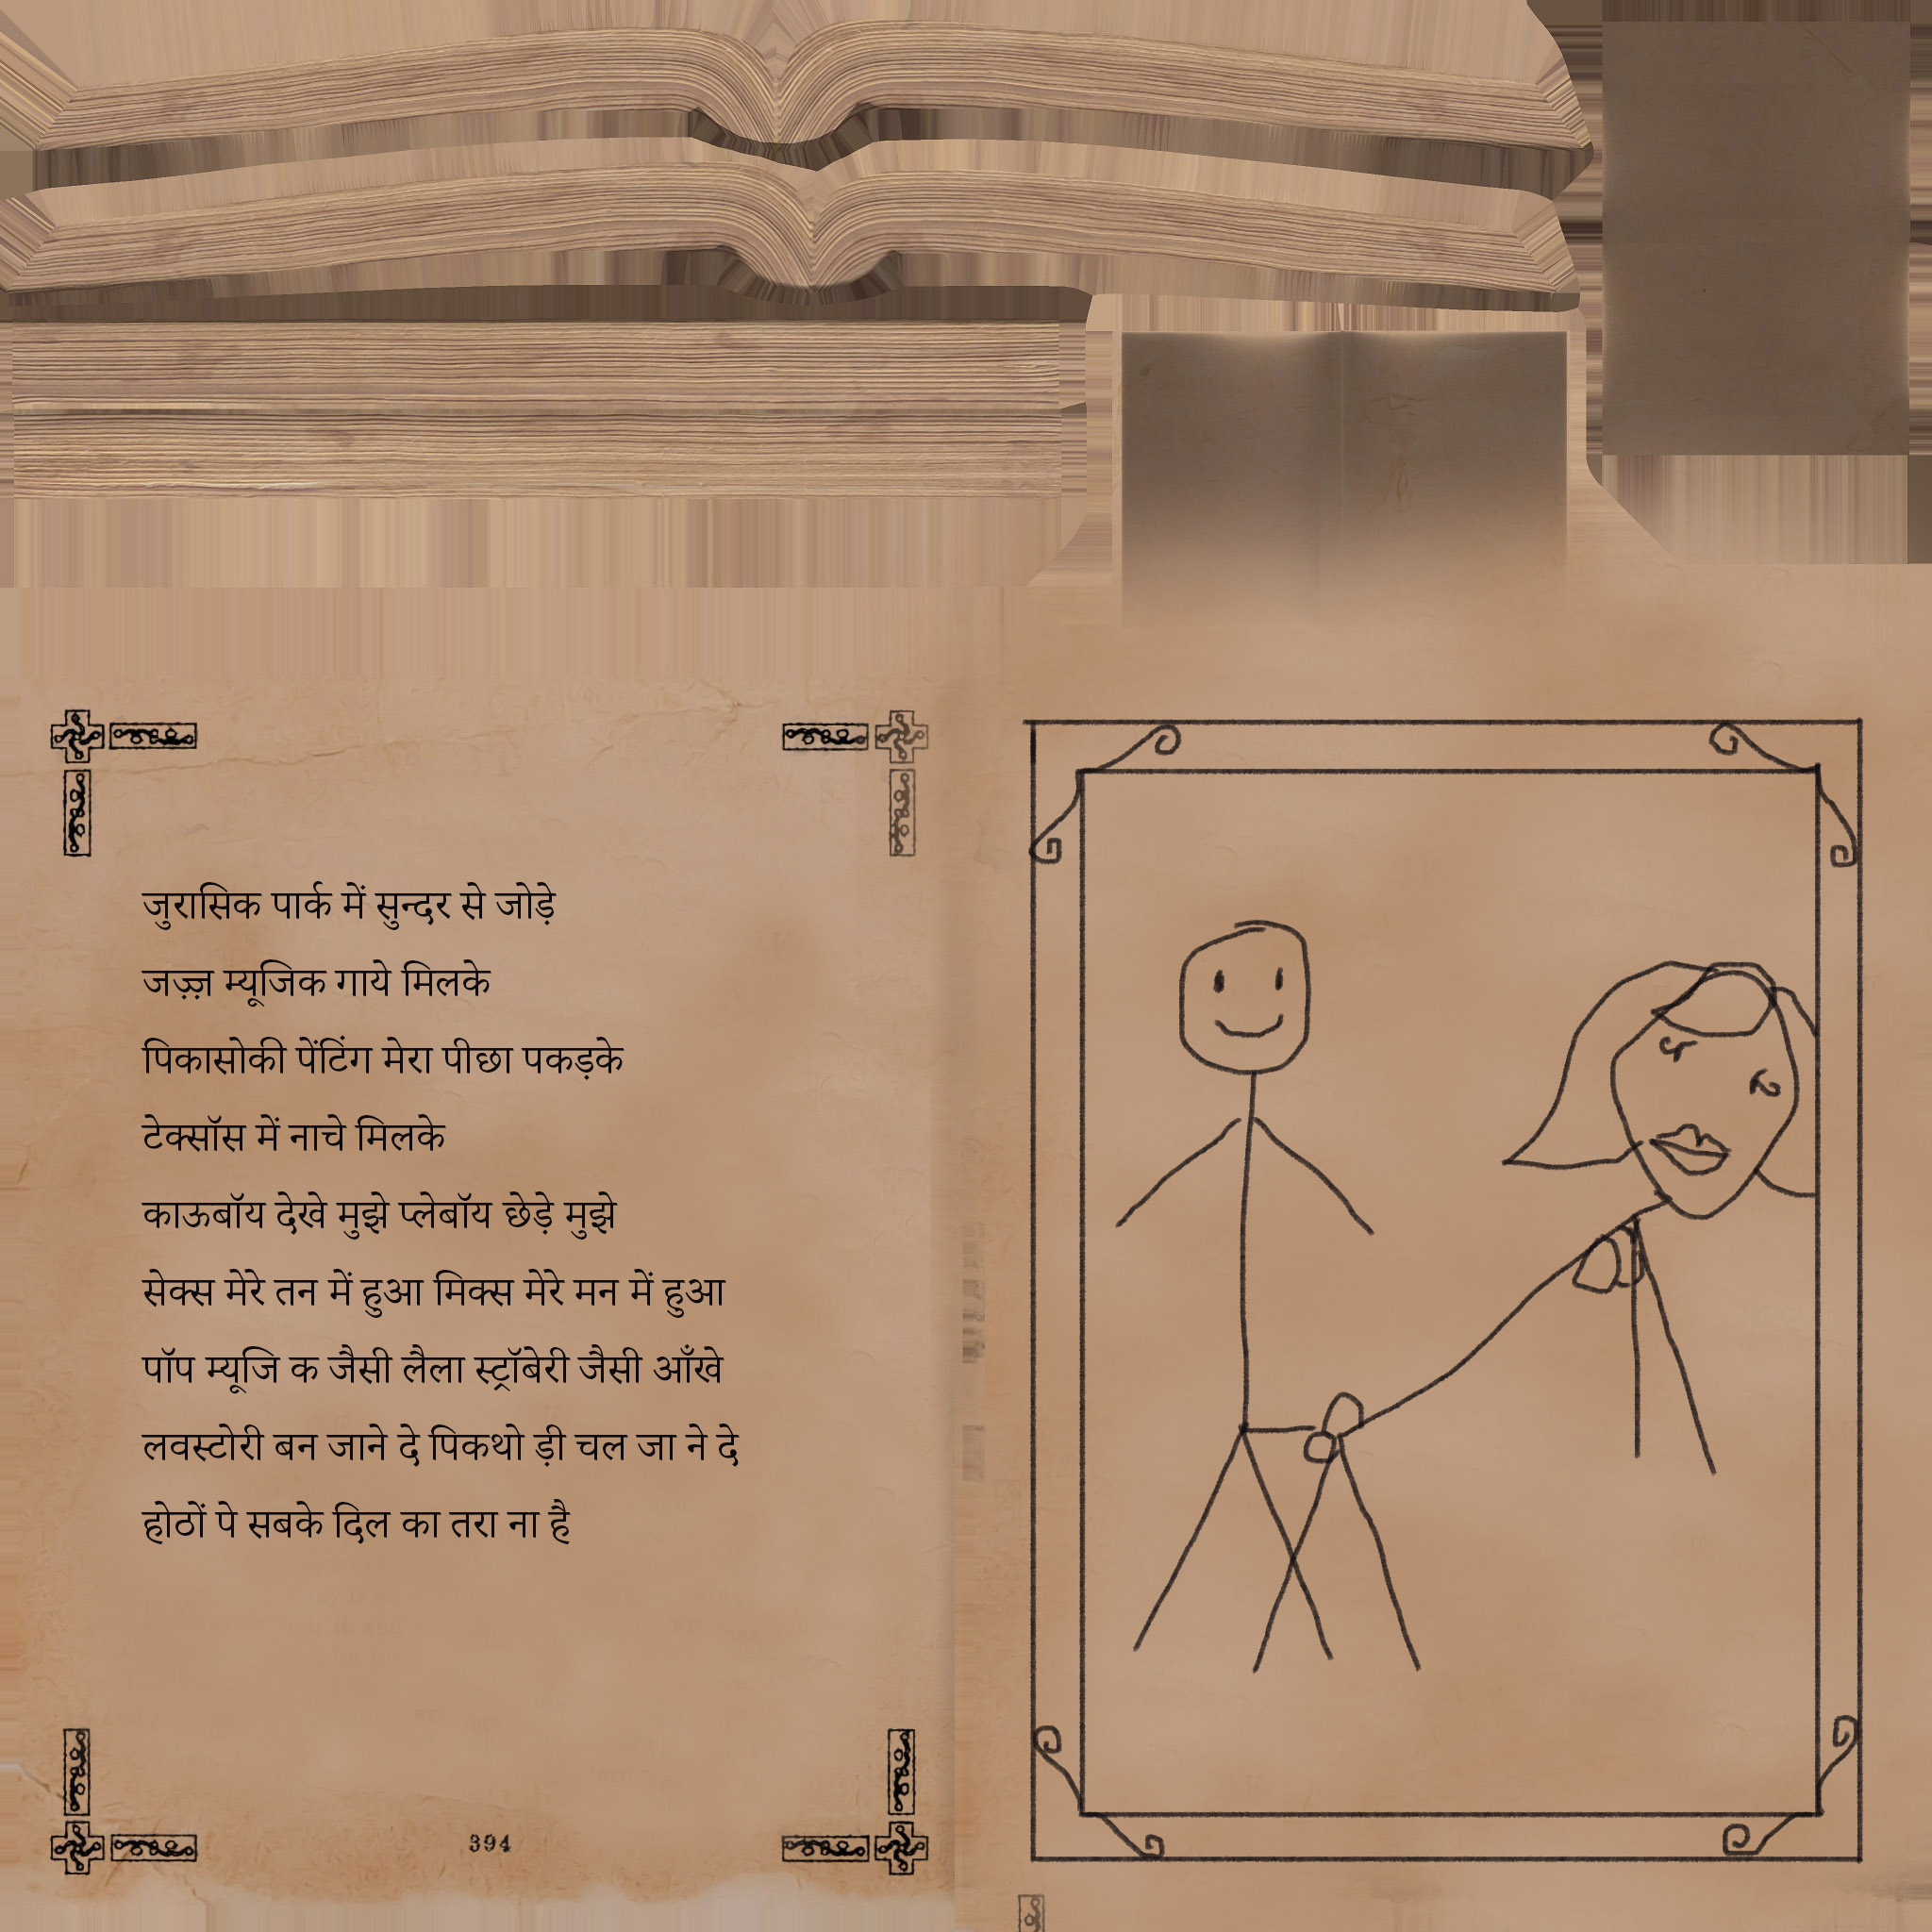 जुरासिक पार्क में सुन्दर से जोड़े
जज़्ज़ म्यूजिक गाये मिलके
पिकासोकी पेंटिंग मेरा पीछा पकड़के
टेक्सॉस में नाचे मिलके
काऊबॉय देखे मुझे प्लेबॉय छेड़े मुझे
सेक्स मेरे तन में हुआ मिक्स मेरे मन में हुआ
पॉप म्यूजि क जैसी लैला स्ट्रॉबेरी जैसी आँखे
लवस्टोरी बन जाने दे पिकथो ड़ी चल जा ने दे
होठों पे सबके दिल का तरा ना है
394